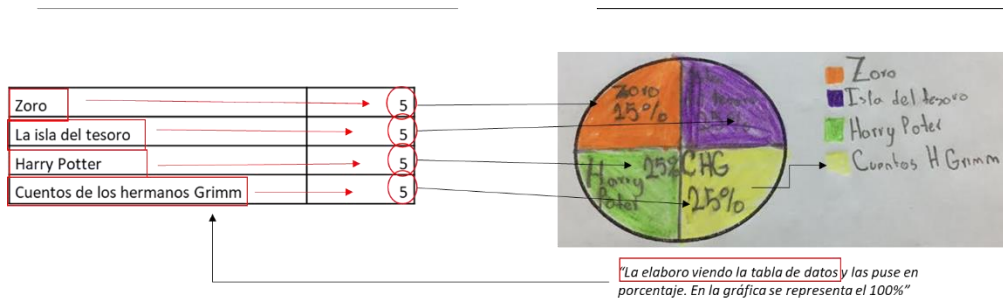 Zoro 5
La isla del tesoro 5
Harry Potter 5
Cuentos de los hermanos Grimm 5
Zoro
25%
tesoro
25%
Harry 25%
Poter
CHG
25%
Zoro
Isla del tesoro
Harry Poter
Cuentos H Grimm
"La elaboro viendo la tabla de datos y las puse en
porcentaje. En la gráfica se representa el 100%"